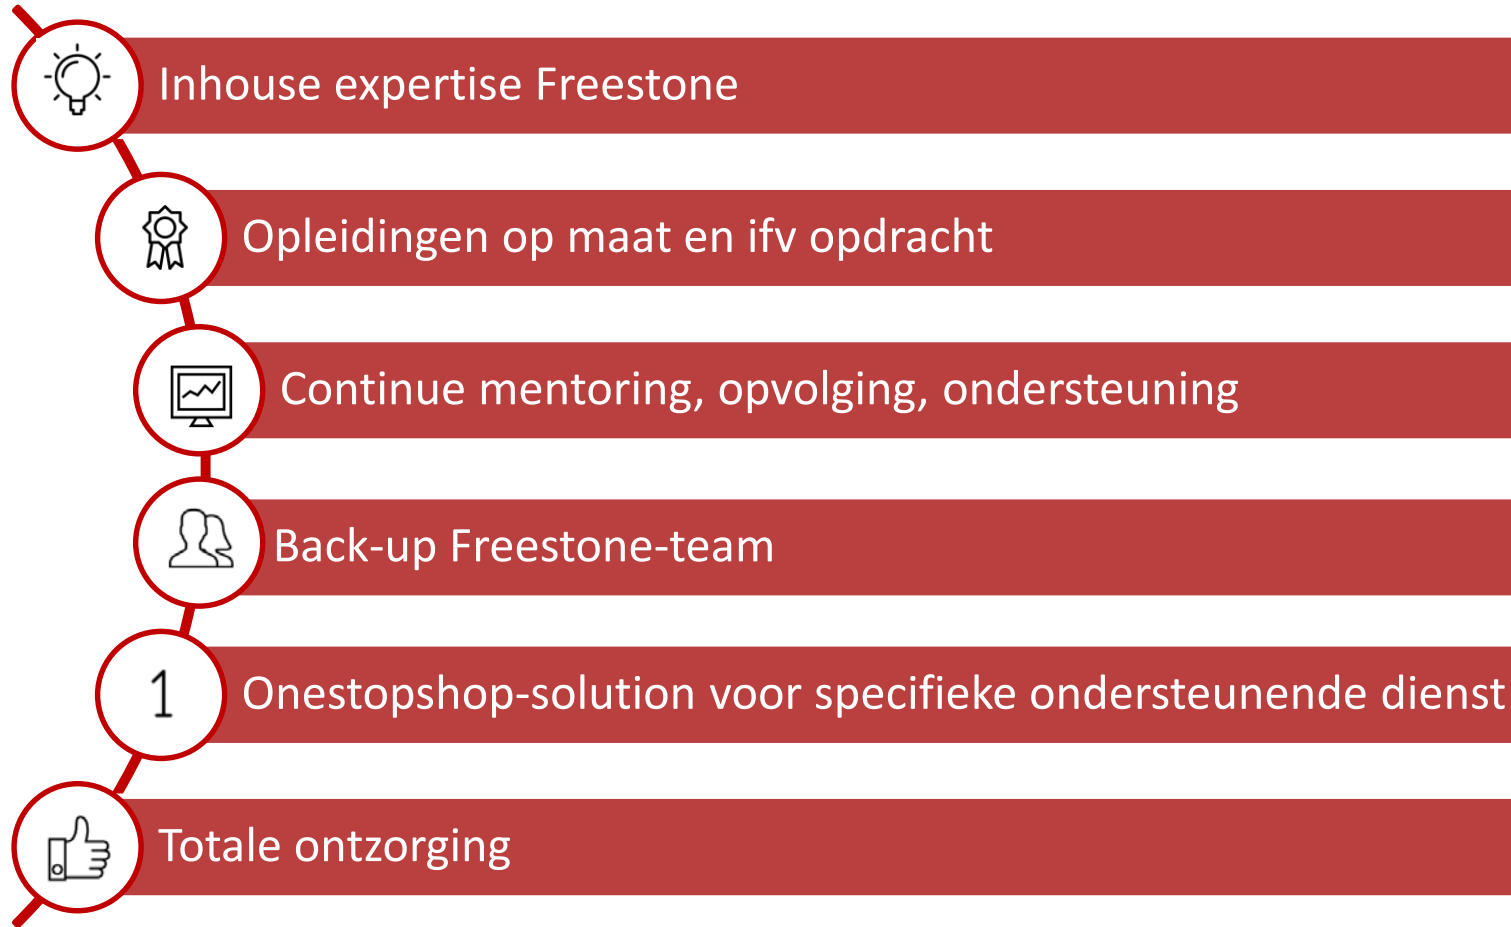 Inhouse expertise Freestone
Opleidingen op maat en ifv opdracht
Continue mentoring, opvolging, ondersteuning
Back-up Freestone-team
1
Onestopshop-solution voor specifieke ondersteunende dienst
Totale ontzorging